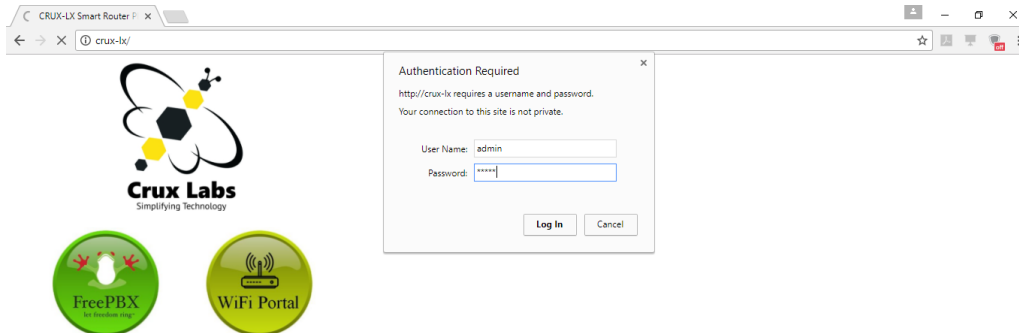 CRUX-LX Smart Router P
crux-lx/
off
Authentication Required
http://crux-lx requires a username and password.
Your connection to this site is not private.
User Name: admin
Password: *****
Log In Cancel
Crux Labs
Simplifying Technology
FreePBX
let freedom ring™
WiFi Portal